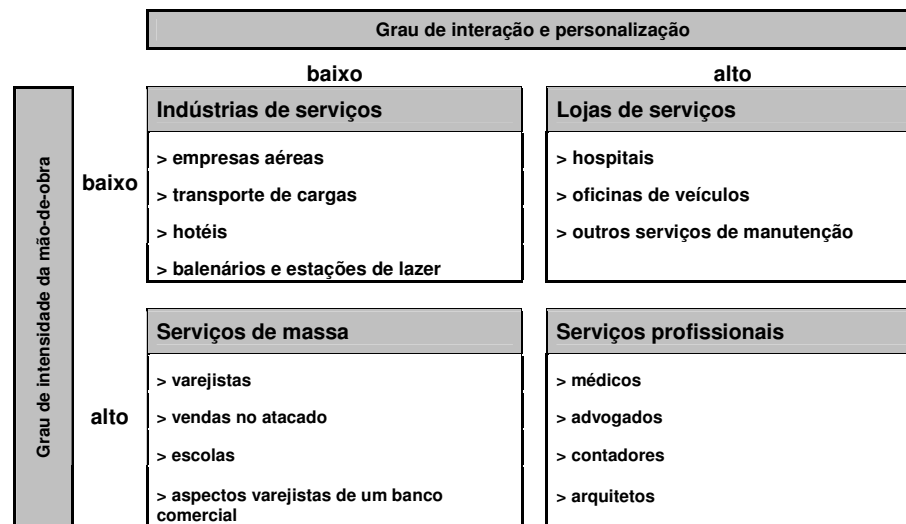 Grau de interação e personalização
baixo
alto
Grau de intensidade da mão-de-obra
baixo
Indústrias de serviços
> empresas aéreas
> transporte de cargas
> hotéis
> balenários e estações de lazer
Lojas de serviços
> hospitais
> oficinas de veículos
> outros serviços de manutenção
alto
Serviços de massa
> varejistas
> vendas no atacado
> escolas
> aspectos varejistas de um banco
comercial
Serviços profissionais
> médicos
> advogados
> contadores
> arquitetos